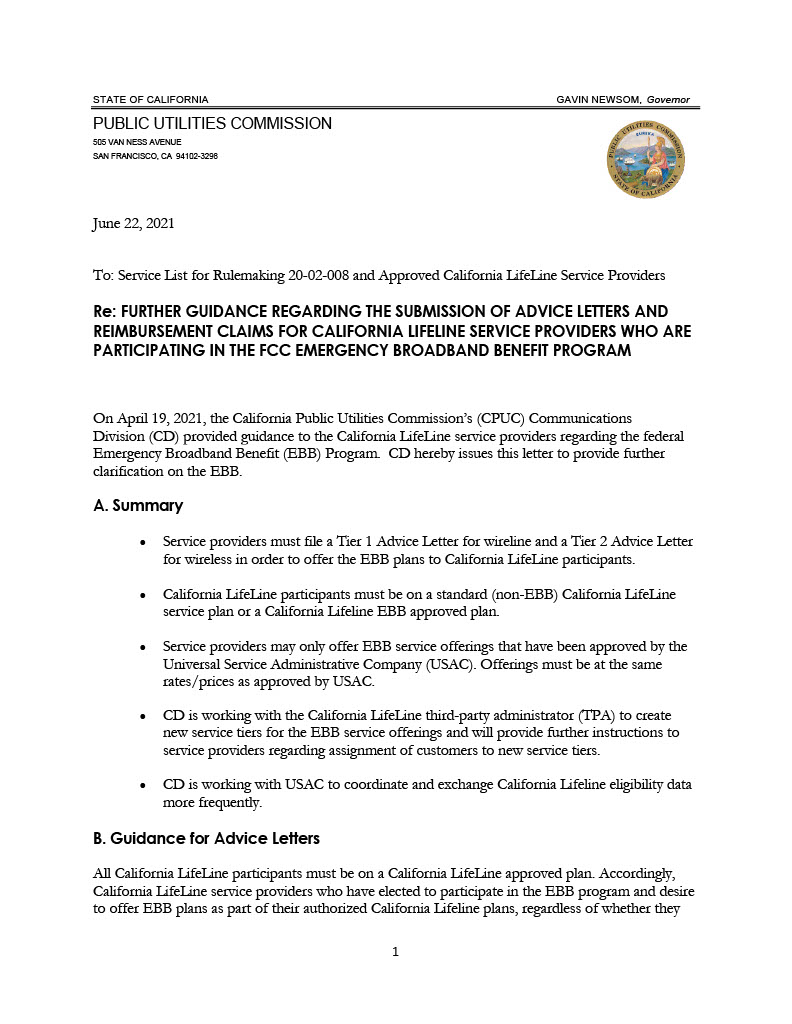 STATE OF CALIFORNIA GAVIN NEWSOM, Governor
PUBLIC UTILITIES COMMISSION
505 VAN NESS AVENUE
SAN FRANCISCO, CA 94102-3298
PUBLIC UTILITIES COMMISSION
EUREKA
STATE OF CALIFORNIA
June 22, 2021
To: Service List for Rulemaking 20-02-008 and Approved California LifeLine Service Providers
Re: FURTHER GUIDANCE REGARDING THE SUBMISSION OF ADVICE LETTERS AND
REIMBURSEMENT CLAIMS FOR CALIFORNIA LIFELINE SERVICE PROVIDERS WHO ARE
PARTICIPATING IN THE FCC EMERGENCY BROADBAND BENEFIT PROGRAM
On April 19, 2021, the California Public Utilities Commission's (CPUC) Communications
Division (CD) provided guidance to the California LifeLine service providers regarding the federal
Emergency Broadband Benefit (EBB) Program. CD hereby issues this letter to provide further
clarification on the EBB.
A. Summary
• Service providers must file a Tier 1 Advice Letter for wireline and a Tier 2 Advice Letter
for wireless in order to offer the EBB plans to California LifeLine participants.
• California LifeLine participants must be on a standard (non-EBB) California LifeLine
service plan or a California Lifeline EBB approved plan.
• Service providers may only offer EBB service offerings that have been approved by the
Universal Service Administrative Company (USAC). Offerings must be at the same
rates/prices as approved by USAC.
• CD is working with the California LifeLine third-party administrator (TPA) to create
new service tiers for the EBB service offerings and will provide further instructions to
service providers regarding assignment of customers to new service tiers.
• CD is working with USAC to coordinate and exchange California Lifeline eligibility data
more frequently.
B. Guidance for Advice Letters
All California LifeLine participants must be on a California LifeLine approved plan. Accordingly,
California LifeLine service providers who have elected to participate in the EBB program and desire
to offer EBB plans as part of their authorized California Lifeline plans, regardless of whether they
1